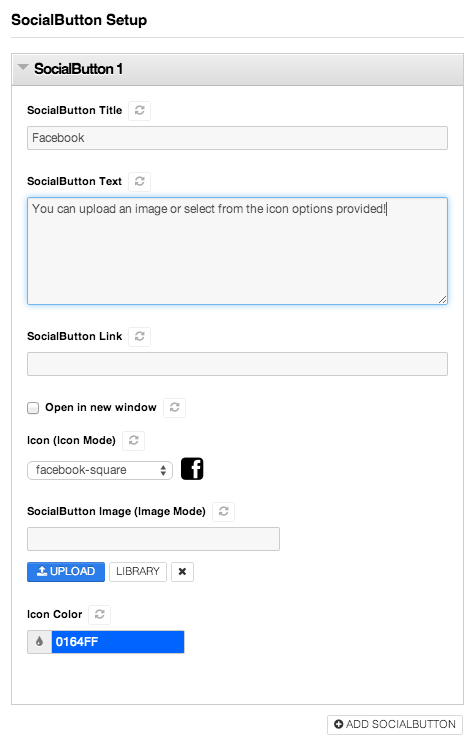 SocialButton Setup
SocialButton 1
SocialButton Title
Facebook
SocialButton Text
You can upload an image or select from the icon options provided!
SocialButton Link
Open in new window
Icon (Icon Mode)
facebook-square
SocialButton Image (Image Mode)
UPLOAD LIBRARY
Icon Color
0164FF
ADD SOCIALBUTTON